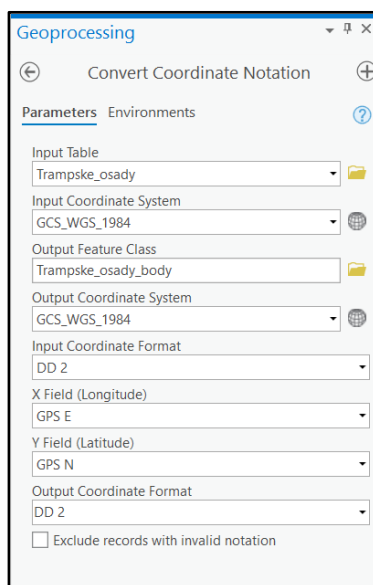 Geoprocessing
Convert Coordinate Notation
Parameters Environments
Input Table
Trampske_osady
Input Coordinate System
GCS_WGS_1984
Output Feature Class
Trampske_osady_body
Output Coordinate System
GCS_WGS_1984
Input Coordinate Format
DD 2
X Field (Longitude)
GPS E
Y Field (Latitude)
GPS N
Output Coordinate Format
DD 2
Exclude records with invalid notation